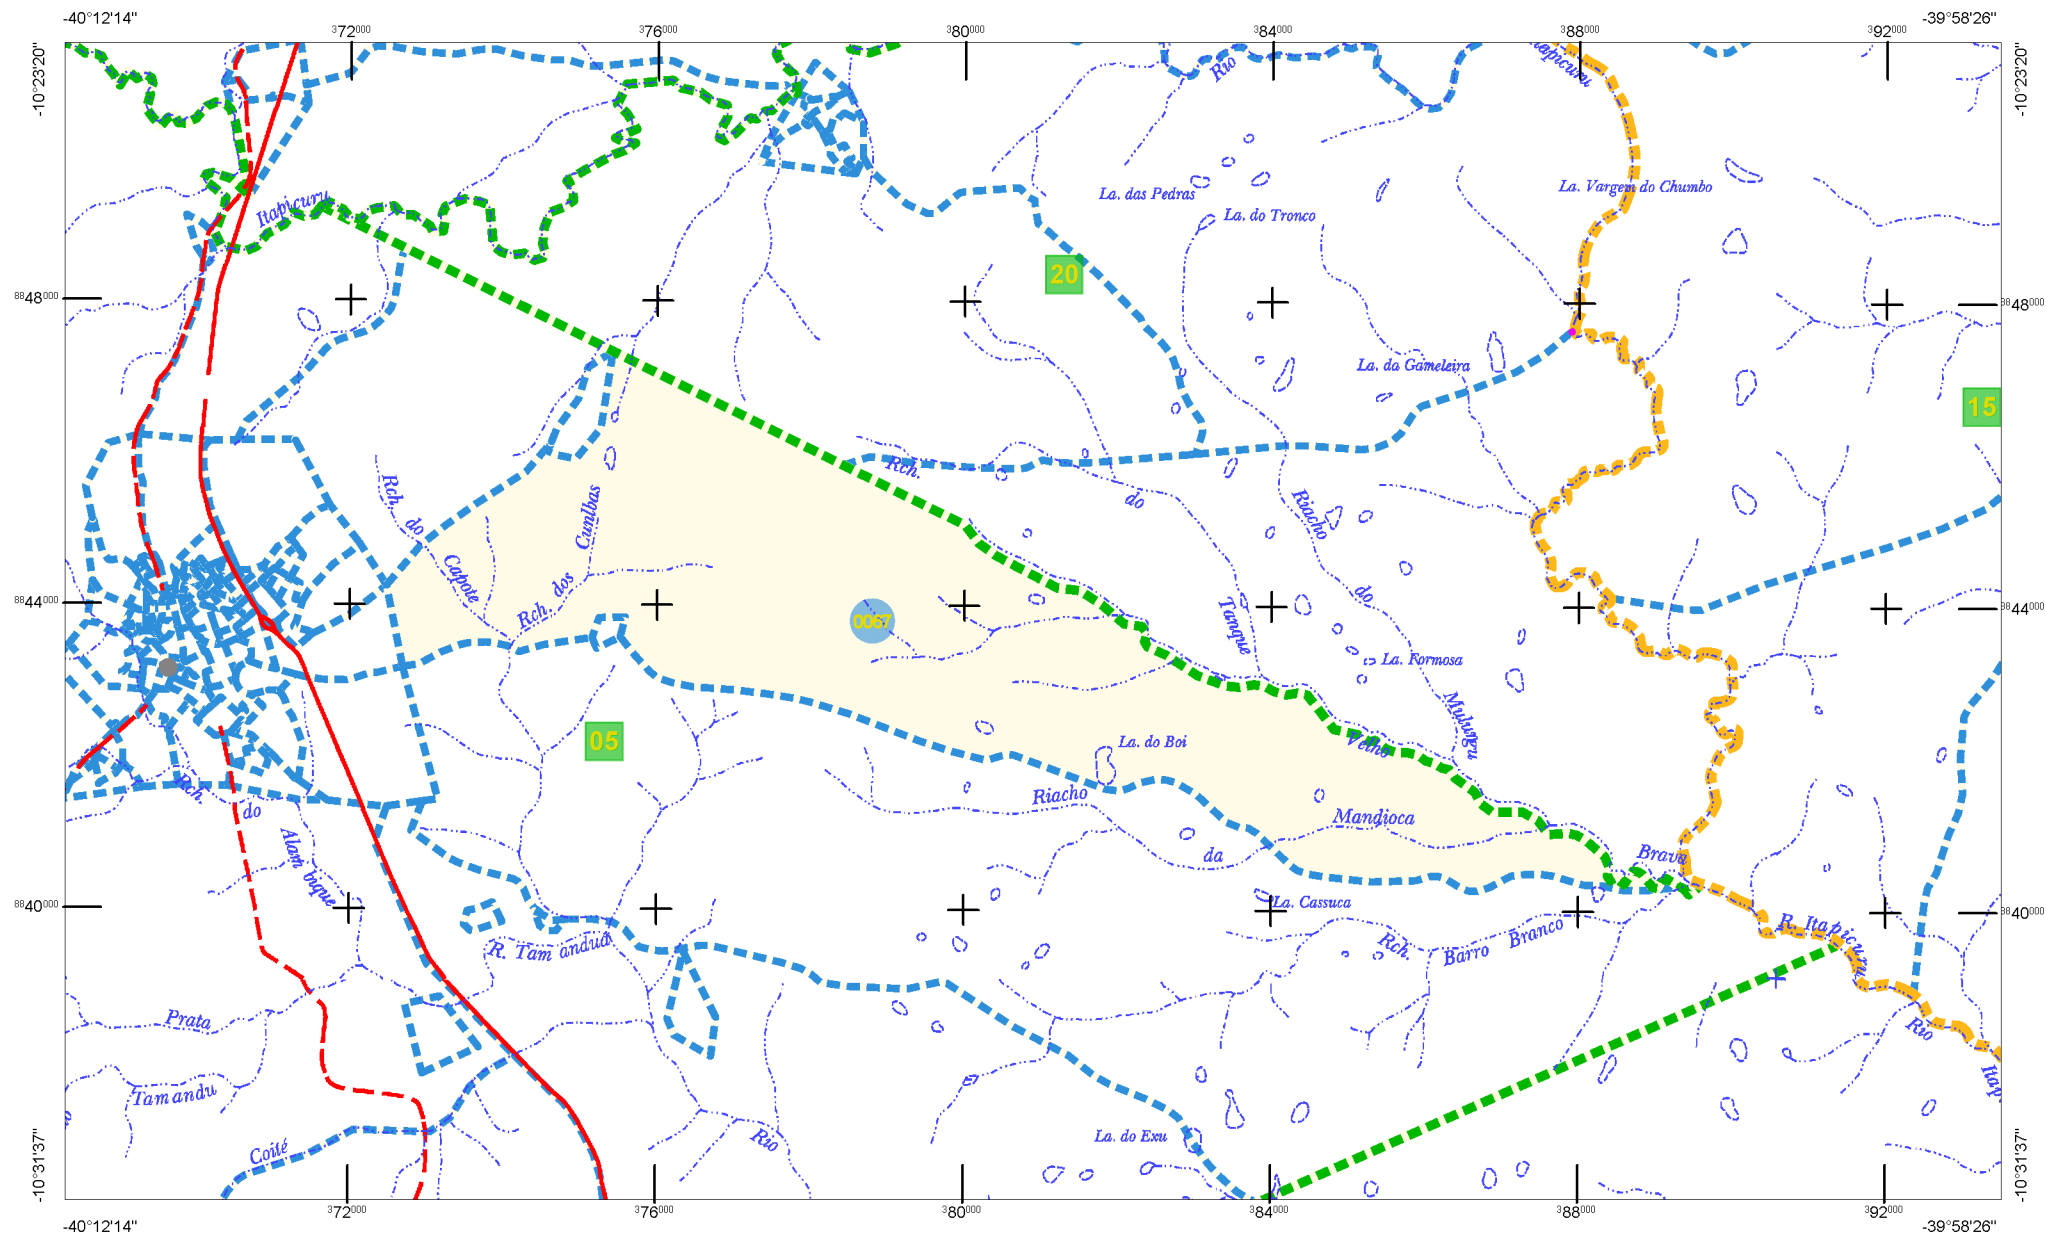 -40°12'14"
-39°58'26"
372000
376000
380000
384000
388000
392000
-10°23'20"
-10°23'20"
Rio
Itapicuru
Itapicuru
La. das Pedras
La. Vargem do Chumbo
La. do Tronco
20
8848000
8848000
La. da Gameleira
15
Rch.
do
Rch.
do
Capote
Rch. dos
Cunlbas
Riacho
do
Mulungu
8844000
8844000
0067
Tanque
La. Formosa
05
La. do Boi
Velho
Rch.
do
Alam bique
Riacho
da
Mandioca
Brava
La. Cassuca
8840000
8840000
R. Tam anduá
Rch.
Barro
Branco
R. Itapicuru
Prata
Rio
Tamandu
Itap
Coité
Rio
La. do Exu
-10°31'37"
-10°31'37"
372000
376000
380000
384000
388000
392000
-40°12'14"
-39°58'26"